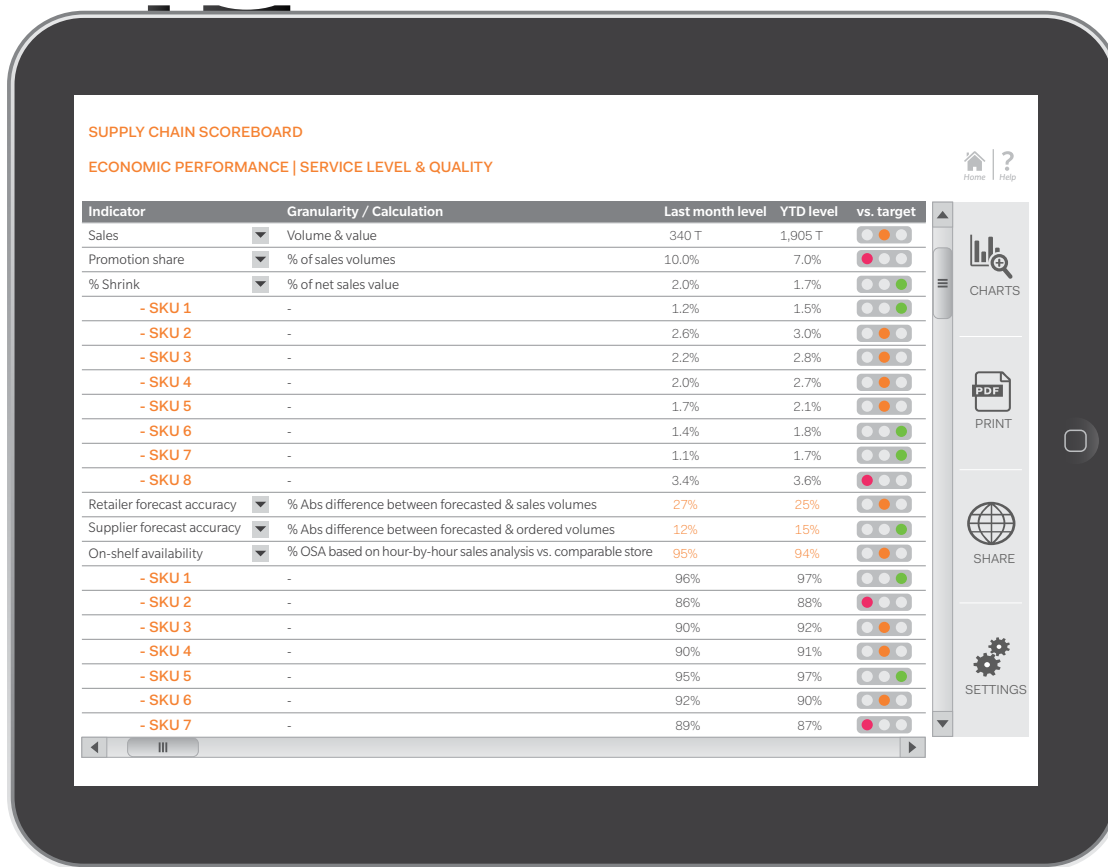 SUPPLY CHAIN SCOREBOARD
ECONOMIC PERFORMANCE | SERVICE LEVEL & QUALITY
Home ? Help
Indicator Granularity / Calculation Last month level YTD level vs. target
Sales Volume & value 340 T 1,905 T
Promotion share % of sales volumes 10.0% 7.0%
% Shrink % of net sales value 2.0% 1.7%
- SKU 1 - 1.2% 1.5%
- SKU 2 - 2.6% 3.0%
- SKU 3 - 2.2% 2.8%
- SKU 4 - 2.0% 2.7%
- SKU 5 - 1.7% 2.1%
- SKU 6 - 1.4% 1.8%
- SKU 7 - 1.1% 1.7%
- SKU 8 - 3.4% 3.6%
Retailer forecast accuracy % Abs difference between forecasted & sales volumes 27% 25%
Supplier forecast accuracy % Abs difference between forecasted & ordered volumes 12% 15%
On-shelf availability % OSA based on hour-by-hour sales analysis vs. comparable store 95% 94%
- SKU 1 - 96% 97%
- SKU 2 - 86% 88%
- SKU 3 - 90% 92%
- SKU 4 - 90% 91%
- SKU 5 - 95% 97%
- SKU 6 - 92% 90%
- SKU 7 - 89% 87%
CHARTS
PDF
PRINT
SHARE
SETTINGS